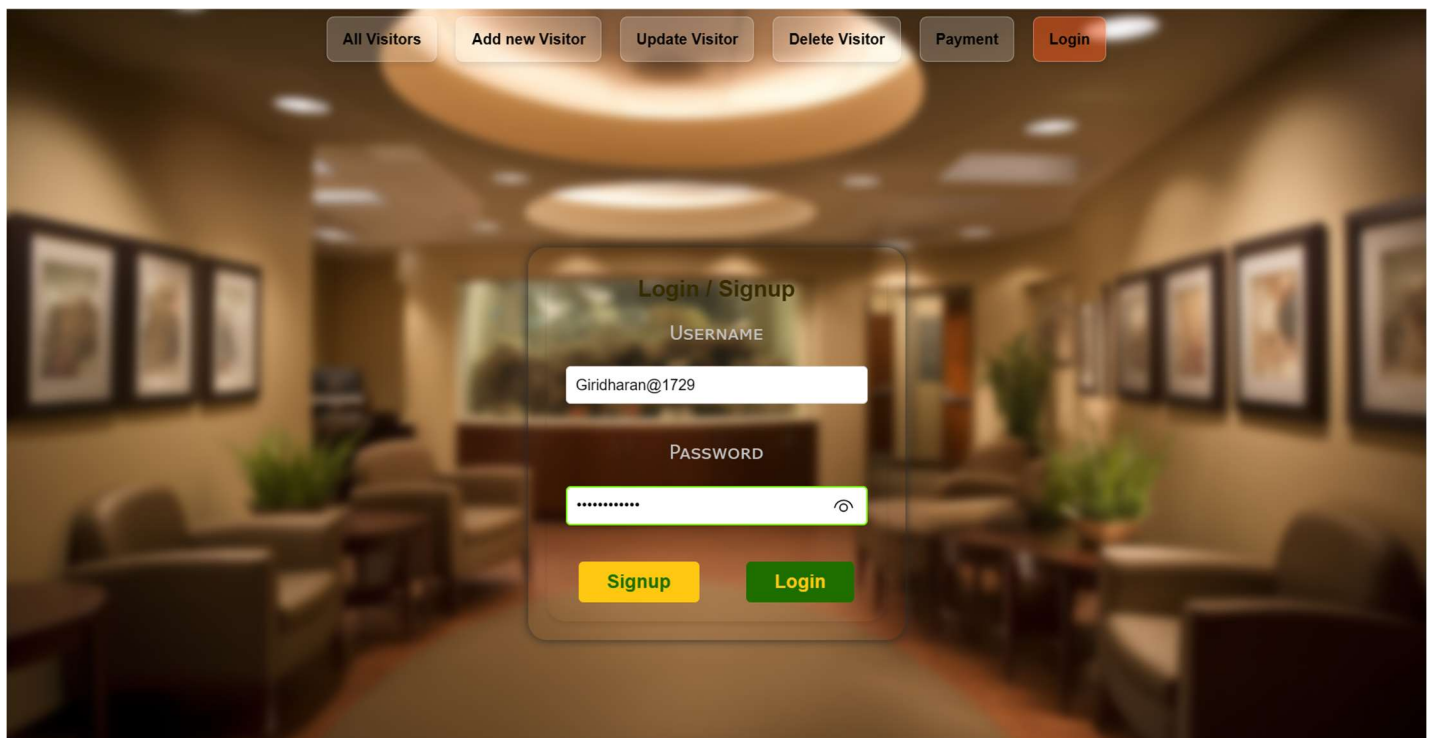 All Visitors Add new Visitor Update Visitor Delete Visitor Payment Login
Login / Signup
Username
Giridharan@1729
Password
••••••••••••
Signup Login